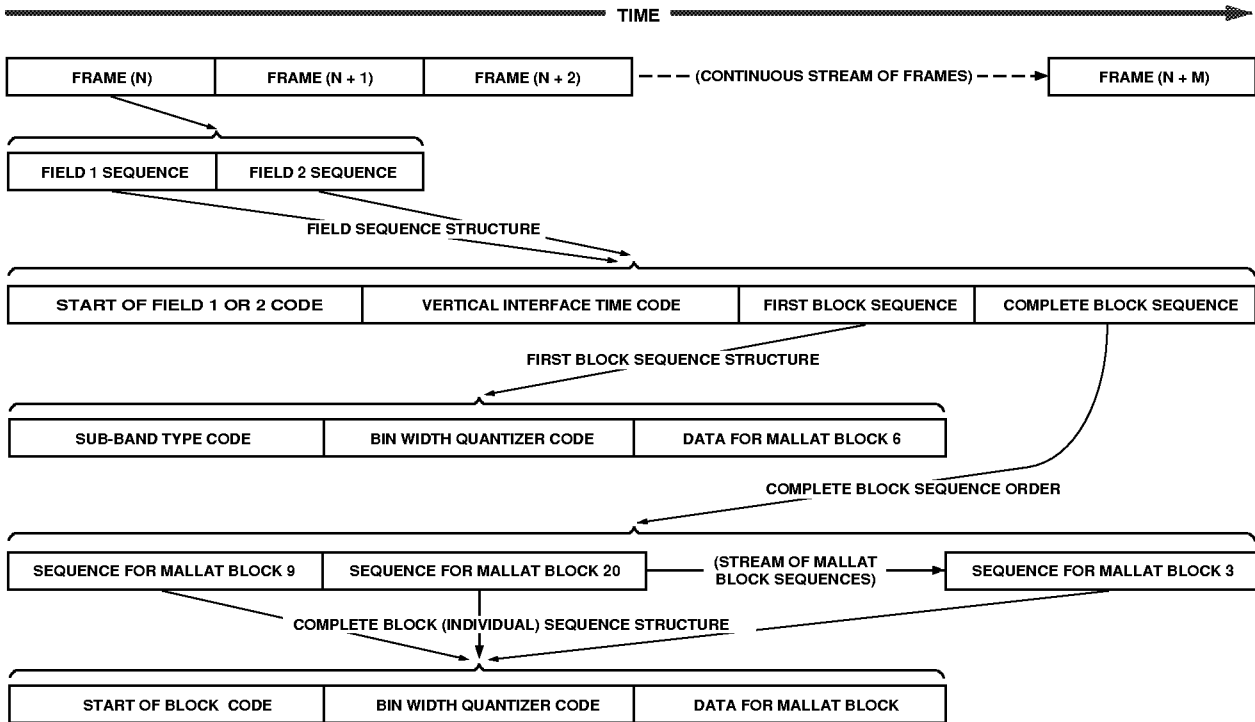 TIME
FRAME (N) FRAME (N + 1) FRAME (N + 2) (CONTINUOUS STREAM OF FRAMES) FRAME (N + M)
FIELD 1 SEQUENCE FIELD 2 SEQUENCE
FIELD SEQUENCE STRUCTURE
START OF FIELD 1 OR 2 CODE VERTICAL INTERFACE TIME CODE FIRST BLOCK SEQUENCE COMPLETE BLOCK SEQUENCE
FIRST BLOCK SEQUENCE STRUCTURE
SUB-BAND TYPE CODE BIN WIDTH QUANTIZER CODE DATA FOR MALLAT BLOCK 6
COMPLETE BLOCK SEQUENCE ORDER
SEQUENCE FOR MALLAT BLOCK 9 SEQUENCE FOR MALLAT BLOCK 20 (STREAM OF MALLAT
BLOCK SEQUENCES) SEQUENCE FOR MALLAT BLOCK 3
COMPLETE BLOCK (INDIVIDUAL) SEQUENCE STRUCTURE
START OF BLOCK CODE BIN WIDTH QUANTIZER CODE DATA FOR MALLAT BLOCK